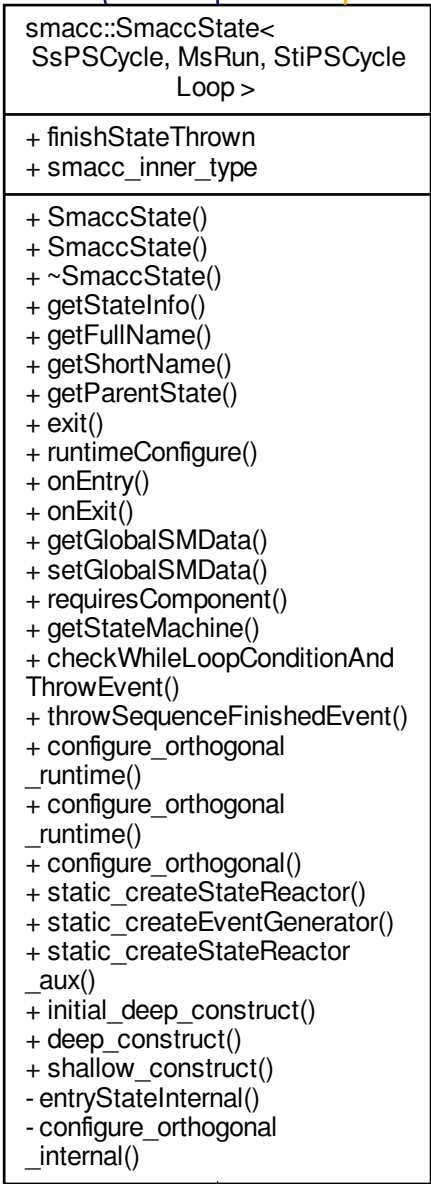 smacc::SmaccState<
SsPSCycle, MsRun, StiPSCycle
Loop >
+ finishStateThrown
+ smacc_inner_type
+ SmaccState()
+ SmaccState()
+ ~SmaccState()
+ getStateInfo()
+ getFullName()
+ getShortName()
+ getParentState()
+ exit()
+ runtimeConfigure()
+ onEntry()
+ onExit()
+ getGlobalSMData()
+ setGlobalSMData()
+ requiresComponent()
+ getStateMachine()
+ checkWhileLoopConditionAnd
ThrowEvent()
+ throwSequenceFinishedEvent()
+ configure_orthogonal
_runtime()
+ configure_orthogonal
_runtime()
+ configure_orthogonal()
+ static_createStateReactor()
+ static_createEventGenerator()
+ static_createStateReactor
_aux()
+ initial_deep_construct()
+ deep_construct()
+ shallow_construct()
- entryStateInternal()
- configure_orthogonal
_internal()